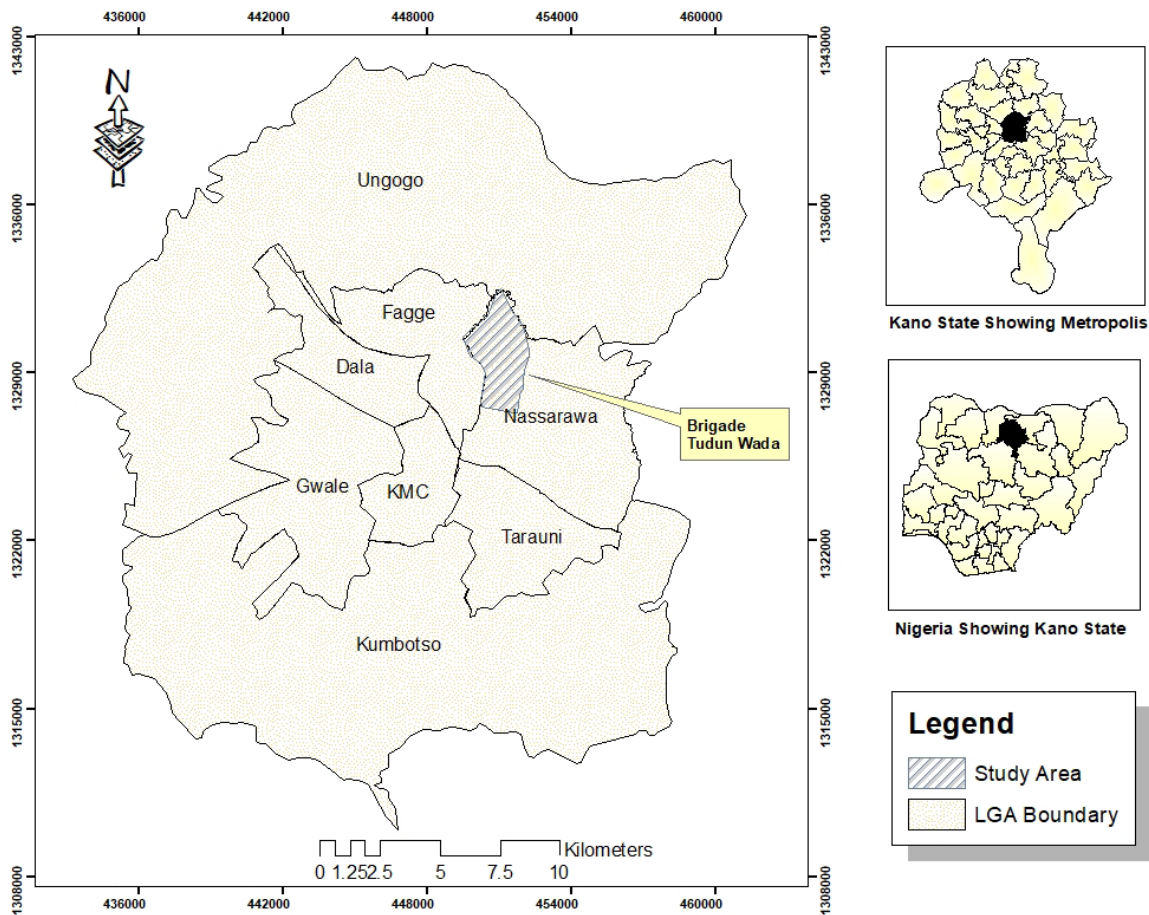 436000 442000 448000 454000 460000
1343000 1343000
N
Ungogo
1336000 1336000
Fagge
Dala
1329000 1329000
Nassarawa
Brigade
Tudun Wada
Gwale
KMC
Tarauni
1322000 1322000
Kumbotso
1315000 1315000
Kilometers
0 1.252.5 5 7.5 10
1308000 1308000
436000 442000 448000 454000 460000
Kano State Showing Metropolis
Nigeria Showing Kano State
Legend
Study Area
LGA Boundary